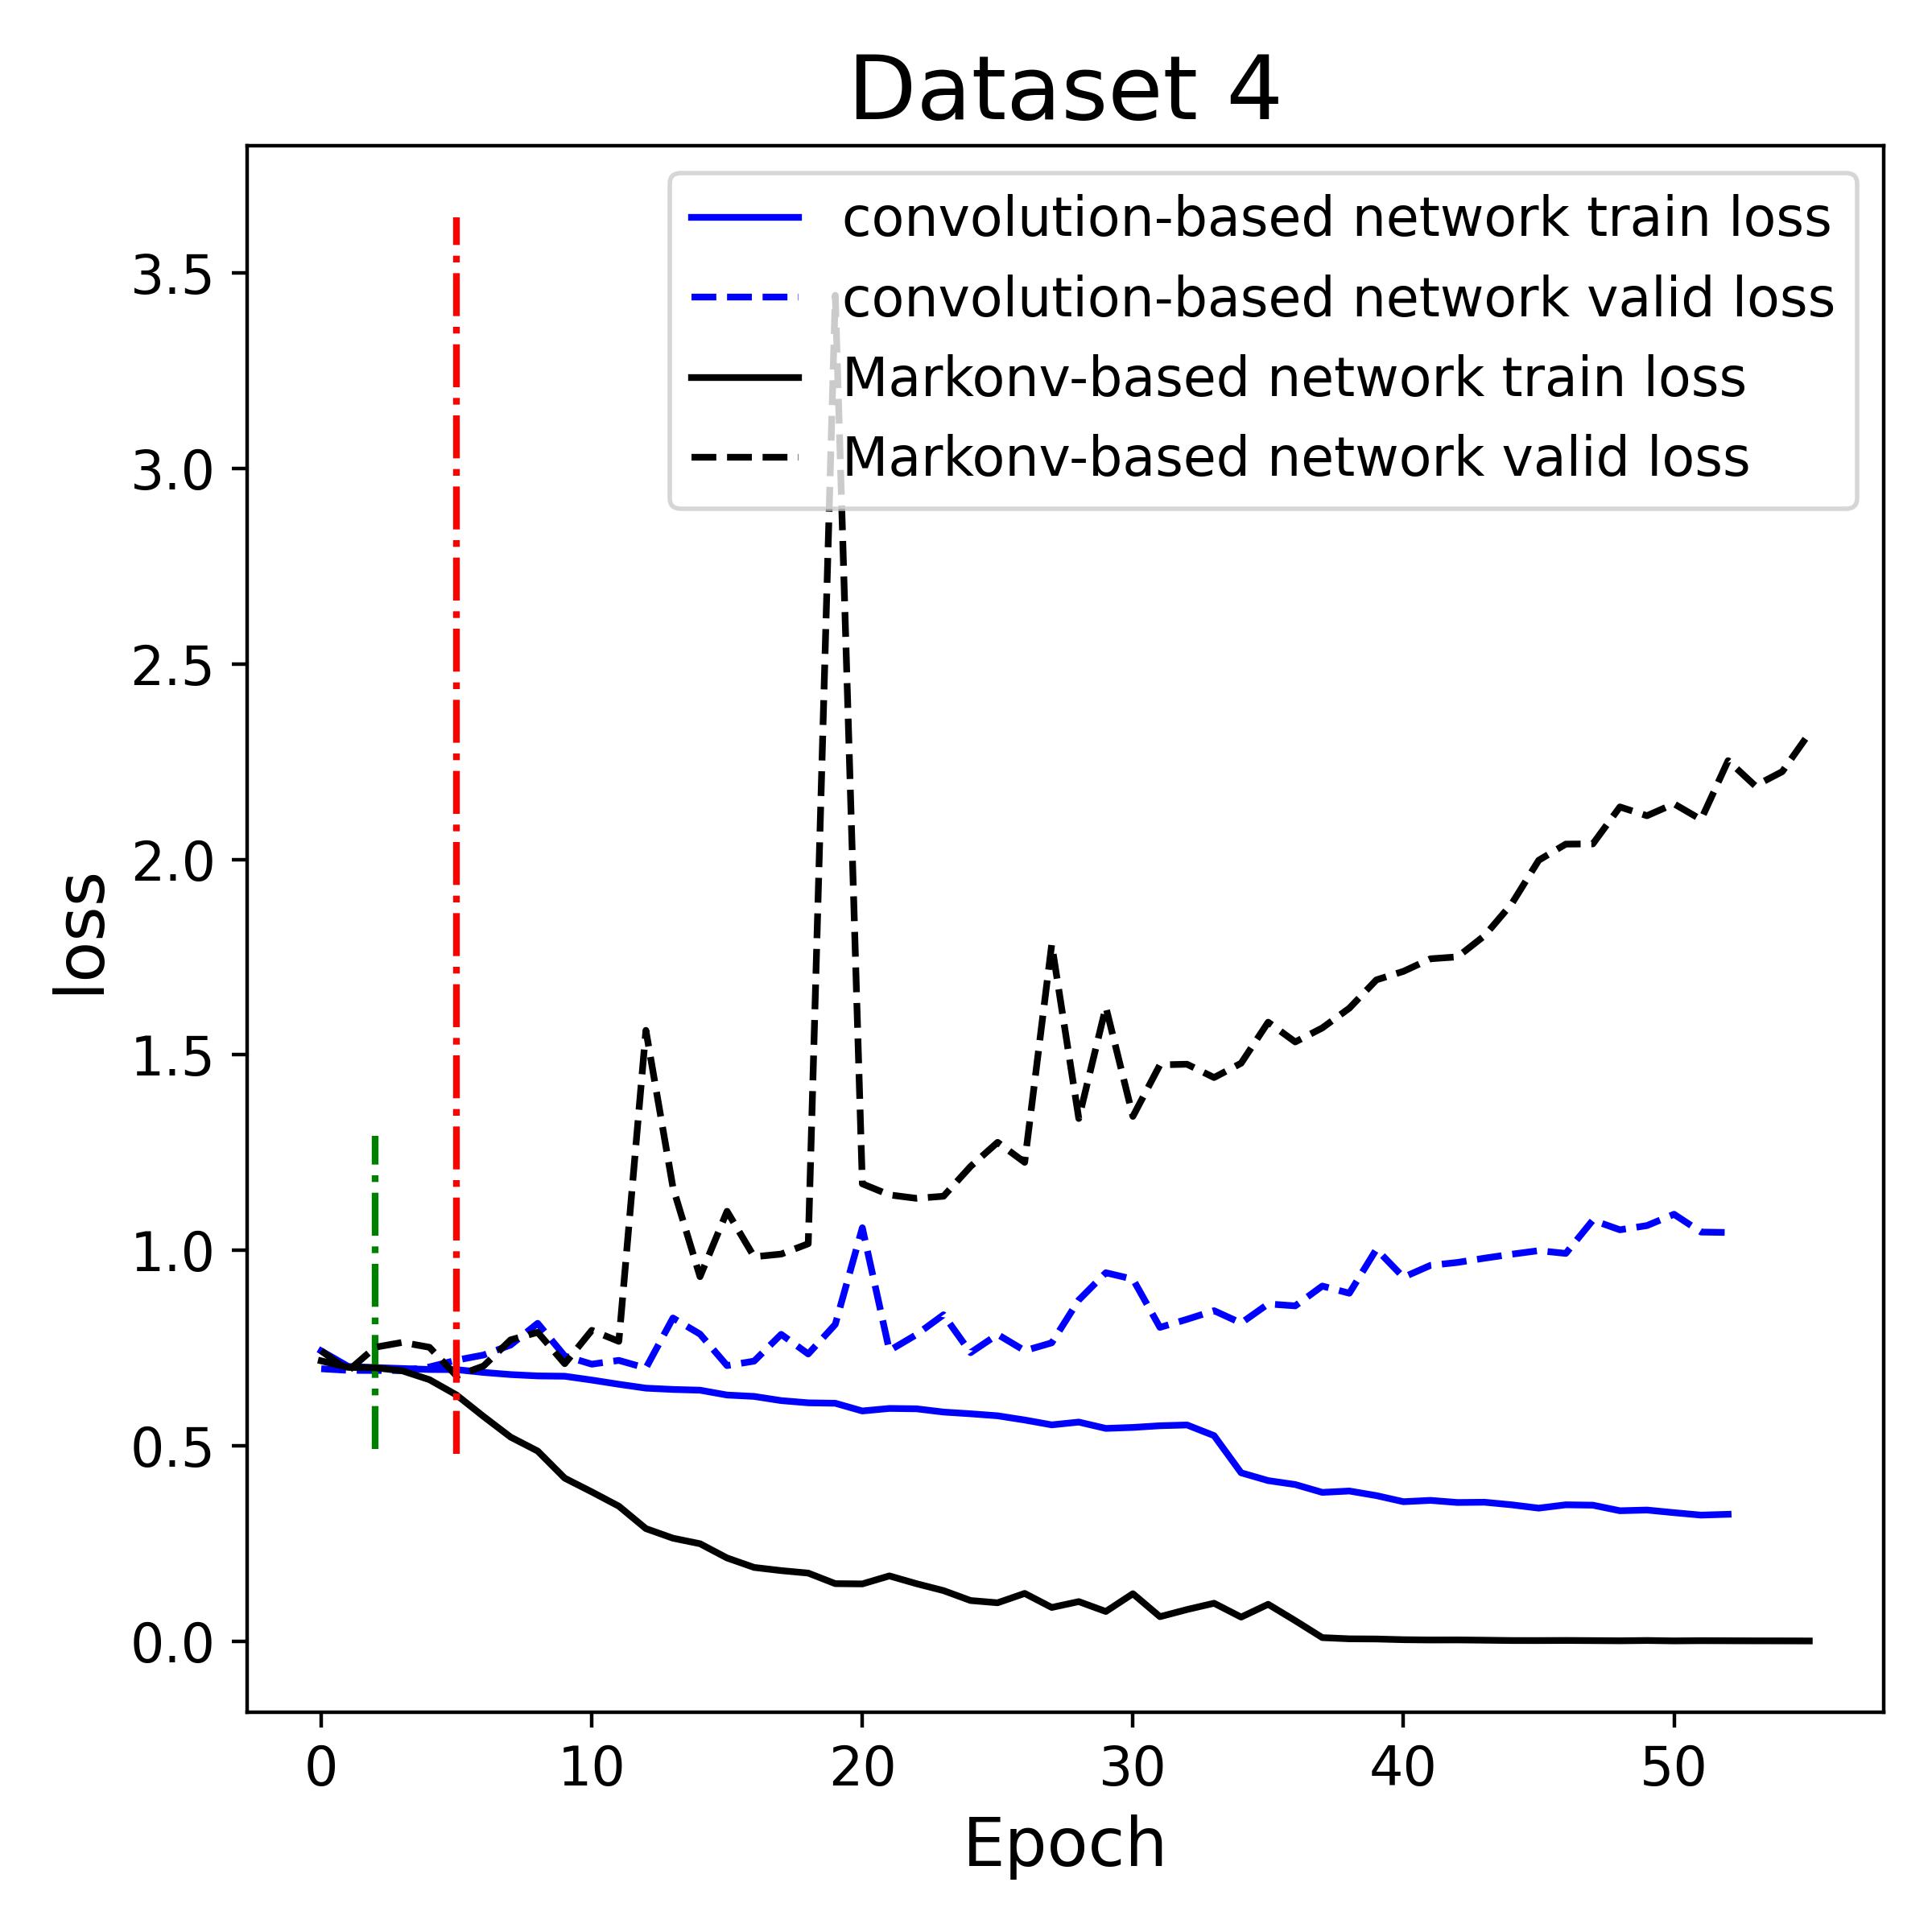 Dataset 4
convolution-based network train loss
convolution-based network valid loss
Markonv-based network train loss
Markonv-based network valid loss
3.5
3.0
2.5
2.0
1.5
1.0
0.5
0.0
loss
0 10 20 30 40 50
Epoch